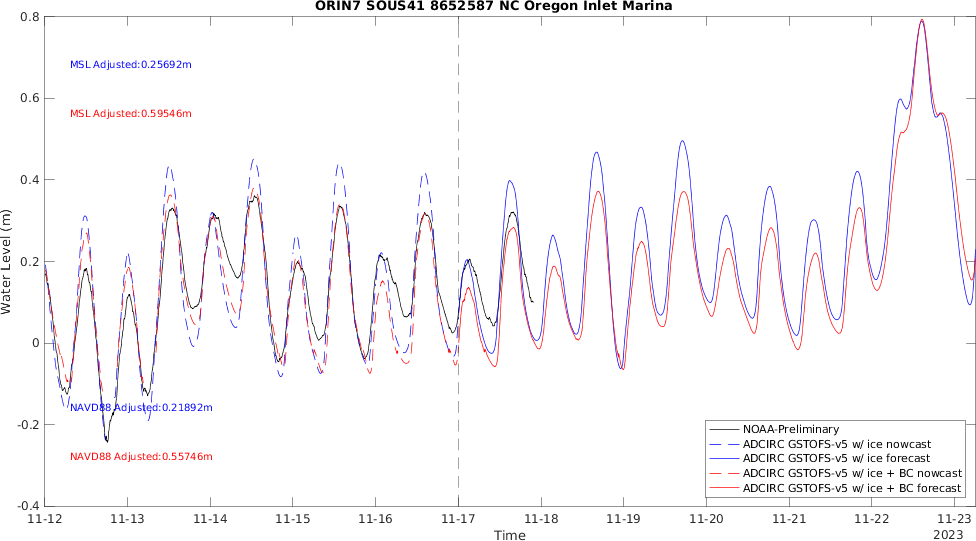 ORIN7 SOUS41 8652587 NC Oregon Inlet Marina
0.8
0.6
0.4
0.2
0
-0.2
-0.4
Water Level (m)
MSL Adjusted:0.25692m
MSL Adjusted:0.59546m
NAVD88 Adjusted:0.21892m
NAVD88 Adjusted:0.55746m
NOAA-Preliminary
ADCIRC GSTOFS-v5 w/ ice nowcast
ADCIRC GSTOFS-v5 w/ ice forecast
ADCIRC GSTOFS-v5 w/ ice + BC nowcast
ADCIRC GSTOFS-v5 w/ ice + BC forecast
11-12 11-13 11-14 11-15 11-16 11-17 11-18 11-19 11-20 11-21 11-22 11-23
Time
2023